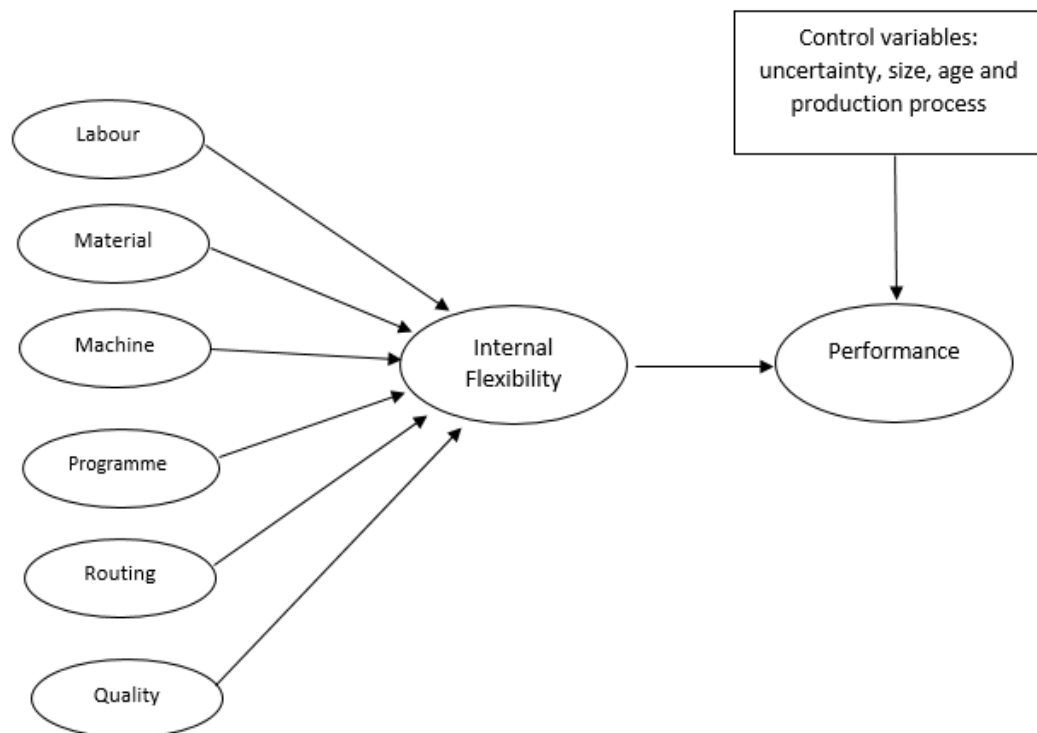 Control variables:
uncertainty, size, age and
production process
Labour
Material
Machine
Programme
Routing
Quality
Internal
Flexibility
Performance